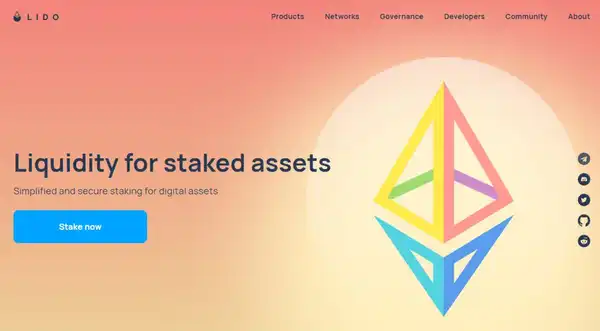 LIDO
Products Networks Governance Developers Community About
Liquidity for staked assets
Simplified and secure staking for digital assets
Stake now